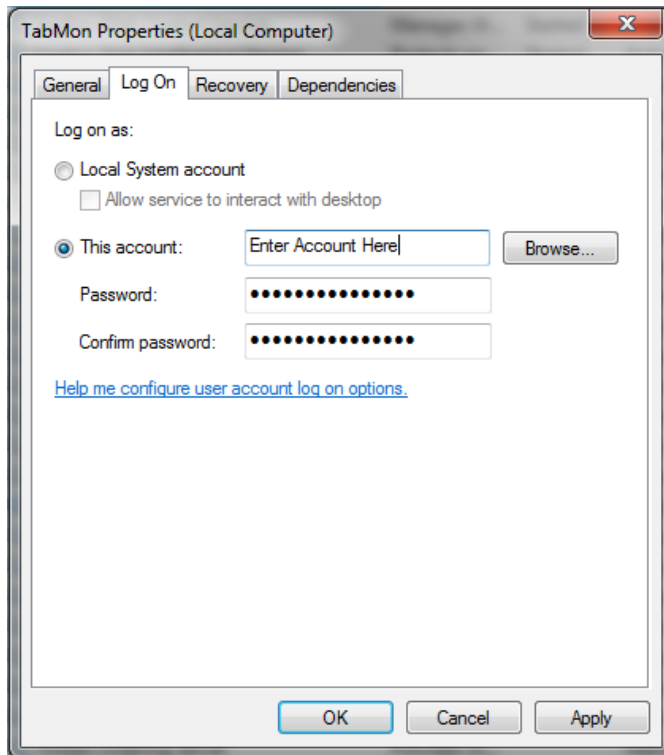 TabMon Properties (Local Computer)
General Log On Recovery Dependencies
Log on as:
Local System account
Allow service to interact with desktop
This account: Enter Account Here Browse...
Password: •••••••••••••••
Confirm password: •••••••••••••••
Help me configure user account log on options.
OK Cancel Apply